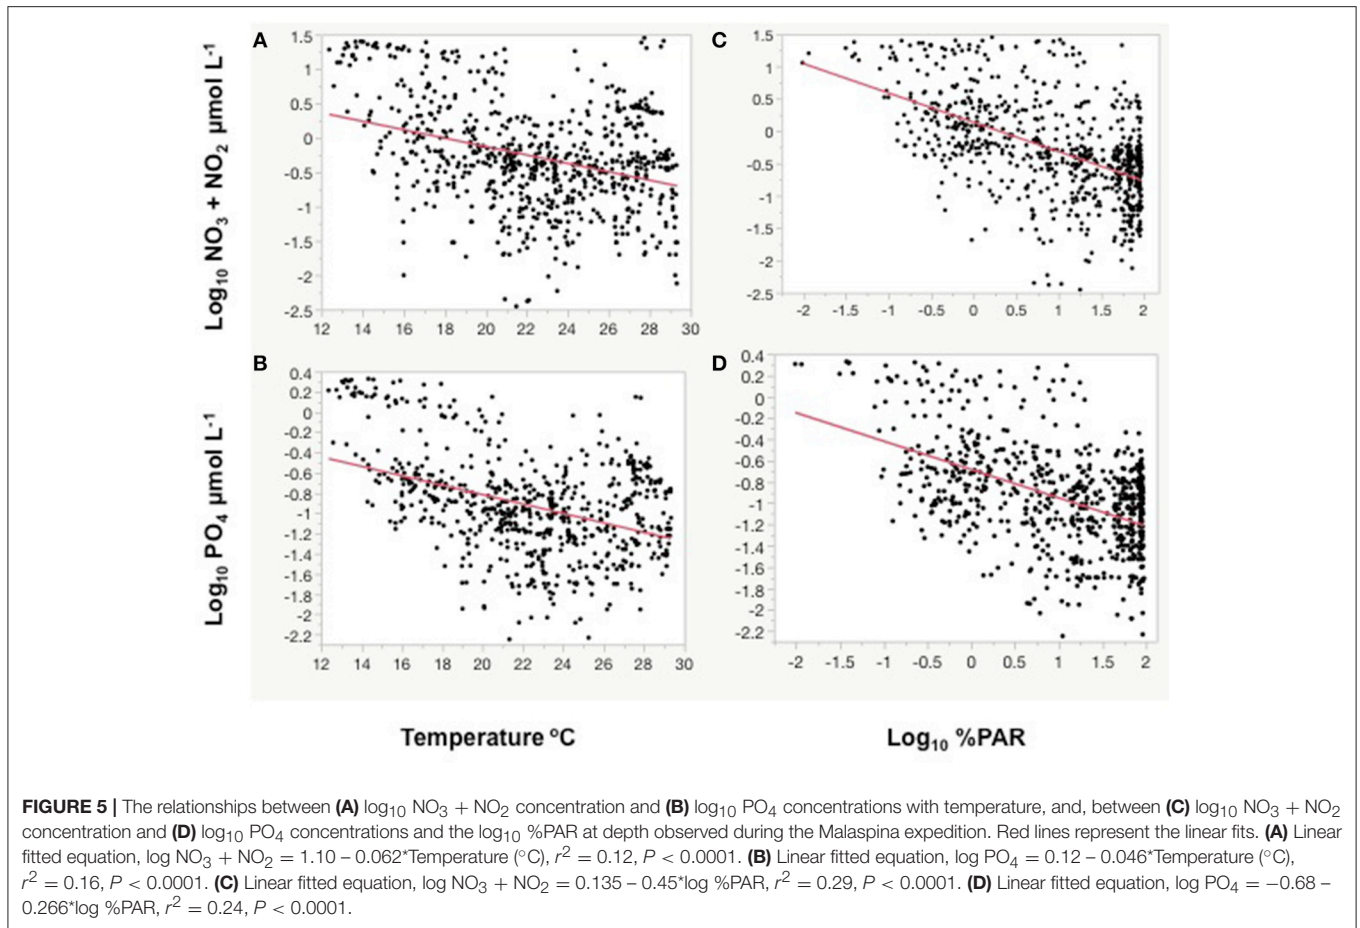 A
C
Log10 NO3 + NO2 µmol L-1
1.5
1
0.5
0
-0.5
-1
-1.5
-2
-2.5
12 14 16 18 20 22 24 26 28 30
1.5
1
0.5
0
-0.5
-1
-1.5
-2
-2.5
-2 -1.5 -1 -0.5 0 0.5 1 1.5 2
B
D
Log10 PO4 µmol L-1
0.4
0.2
0
-0.2
-0.4
-0.6
-0.8
-1
-1.2
-1.4
-1.6
-1.8
-2
-2.2
12 14 16 18 20 22 24 26 28 30
0.4
0.2
0
-0.2
-0.4
-0.6
-0.8
-1
-1.2
-1.4
-1.6
-1.8
-2
-2.2
-2 -1.5 -1 -0.5 0 0.5 1 1.5 2
Temperature ºC
Log10 %PAR
FIGURE 5 | The relationships between (A) log10 NO3 + NO2 concentration and (B) log10 PO4 concentrations with temperature, and, between (C) log10 NO3 + NO2
concentration and (D) log10 PO4 concentrations and the log10 %PAR at depth observed during the Malaspina expedition. Red lines represent the linear fits. (A) Linear
fitted equation, log NO3 + NO2 = 1.10 – 0.062*Temperature (°C), r2 = 0.12, P < 0.0001. (B) Linear fitted equation, log PO4 = 0.12 – 0.046*Temperature (°C),
r2 = 0.16, P < 0.0001. (C) Linear fitted equation, log NO3 + NO2 = 0.135 – 0.45*log %PAR, r2 = 0.29, P < 0.0001. (D) Linear fitted equation, log PO4 = −0.68 –
0.266*log %PAR, r2 = 0.24, P < 0.0001.